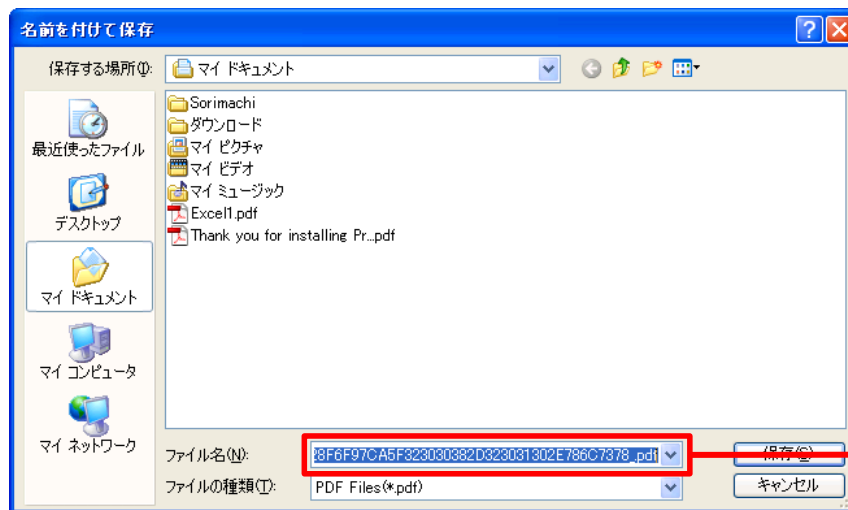 名前を付けて保存
保存する場所(I):
マイ ドキュメント
最近使ったファイル
デスクトップ
マイ ドキュメント
マイ コンピュータ
マイ ネットワーク
Sorimachi
ダウンロード
マイ ピクチャ
マイ ビデオ
マイ ミュージック
Excel1.pdf
Thank you for installing Pr...pdf
ファイル名(N):
28F6F97CA5F323030382D323031302E786C7378_.pdf
保存(S)
ファイルの種類(T):
PDF Files(*.pdf)
キャンセル